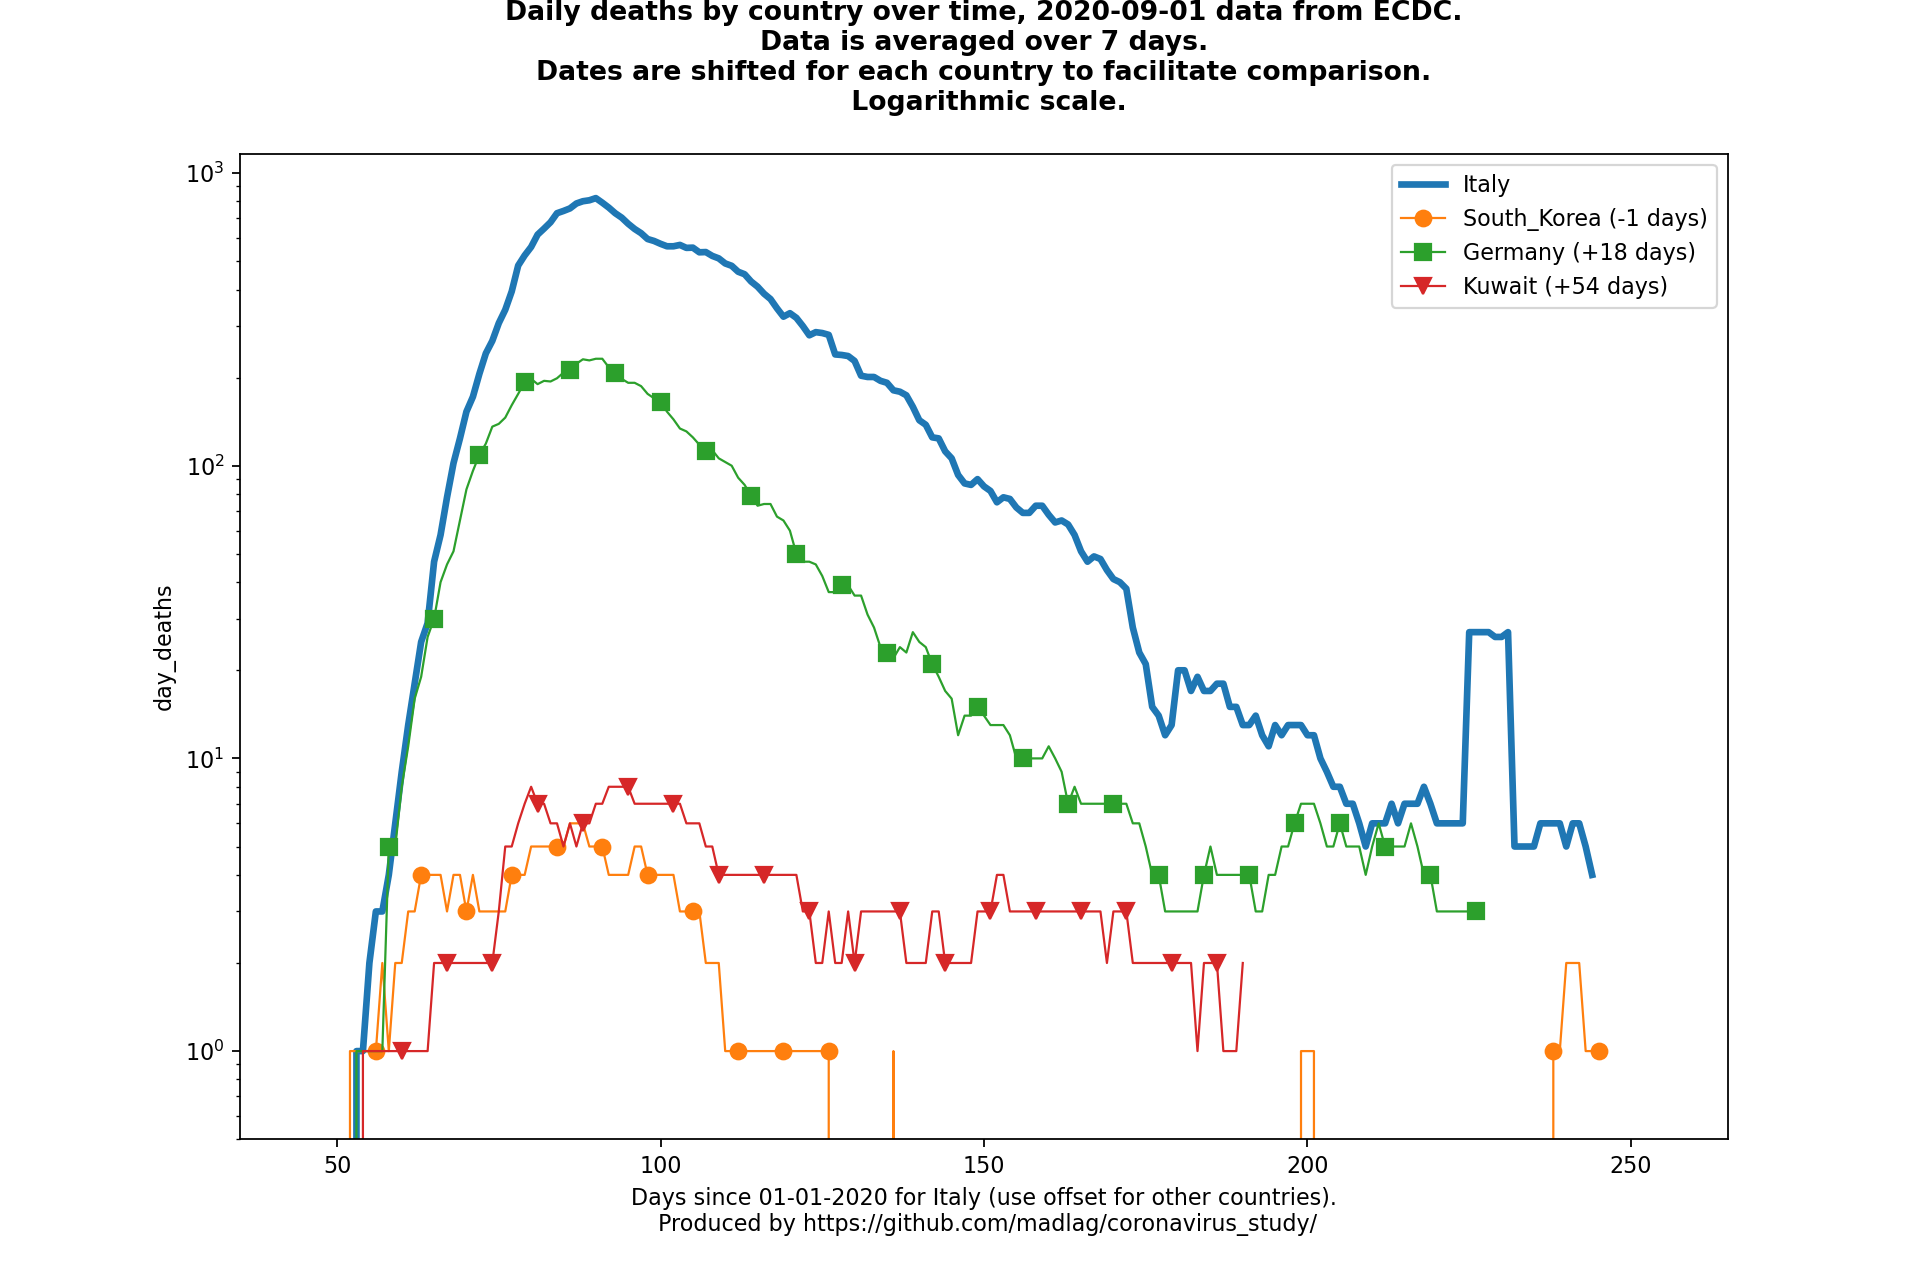 Daily deaths by country over time, 2020-09-01 data from ECDC.
Data is averaged over 7 days.
Dates are shifted for each country to facilitate comparison.
Logarithmic scale.
10³
10²
10¹
10⁰
day_deaths
Italy
South_Korea (-1 days)
Germany (+18 days)
Kuwait (+54 days)
50 100 150 200 250
Days since 01-01-2020 for Italy (use offset for other countries).
Produced by https://github.com/madlag/coronavirus_study/